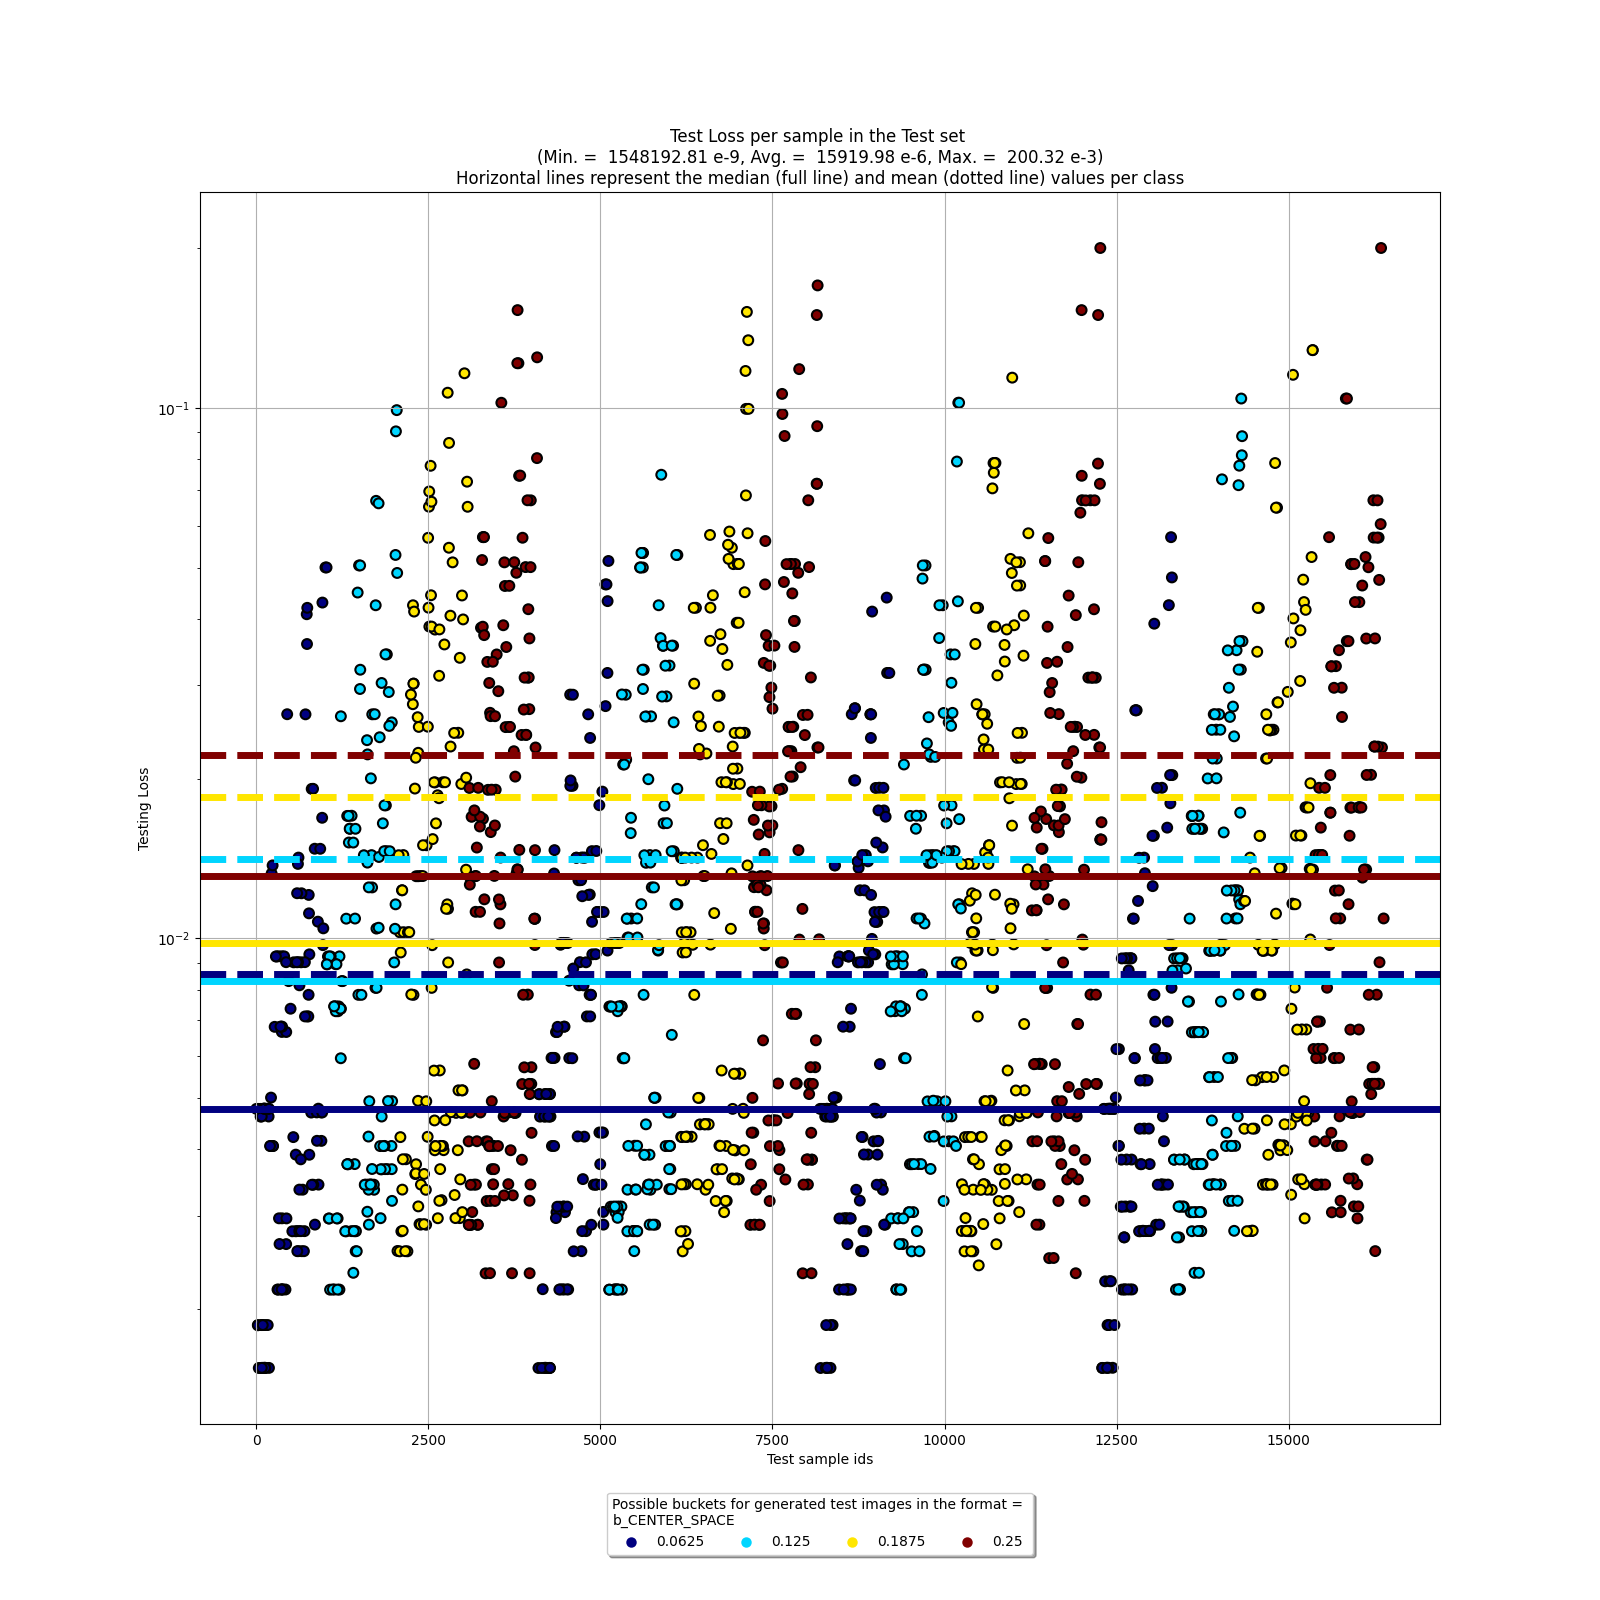 Test Loss per sample in the Test set
(Min. =  1548192.81 e-9, Avg. =  15919.98 e-6, Max. =  200.32 e-3)
Horizontal lines represent the median (full line) and mean (dotted line) values per class
Testing Loss
10⁻¹
10⁻²
0 2500 5000 7500 10000 12500 15000
Test sample ids
Possible buckets for generated test images in the format =
b_CENTER_SPACE
0.0625 0.125 0.1875 0.25